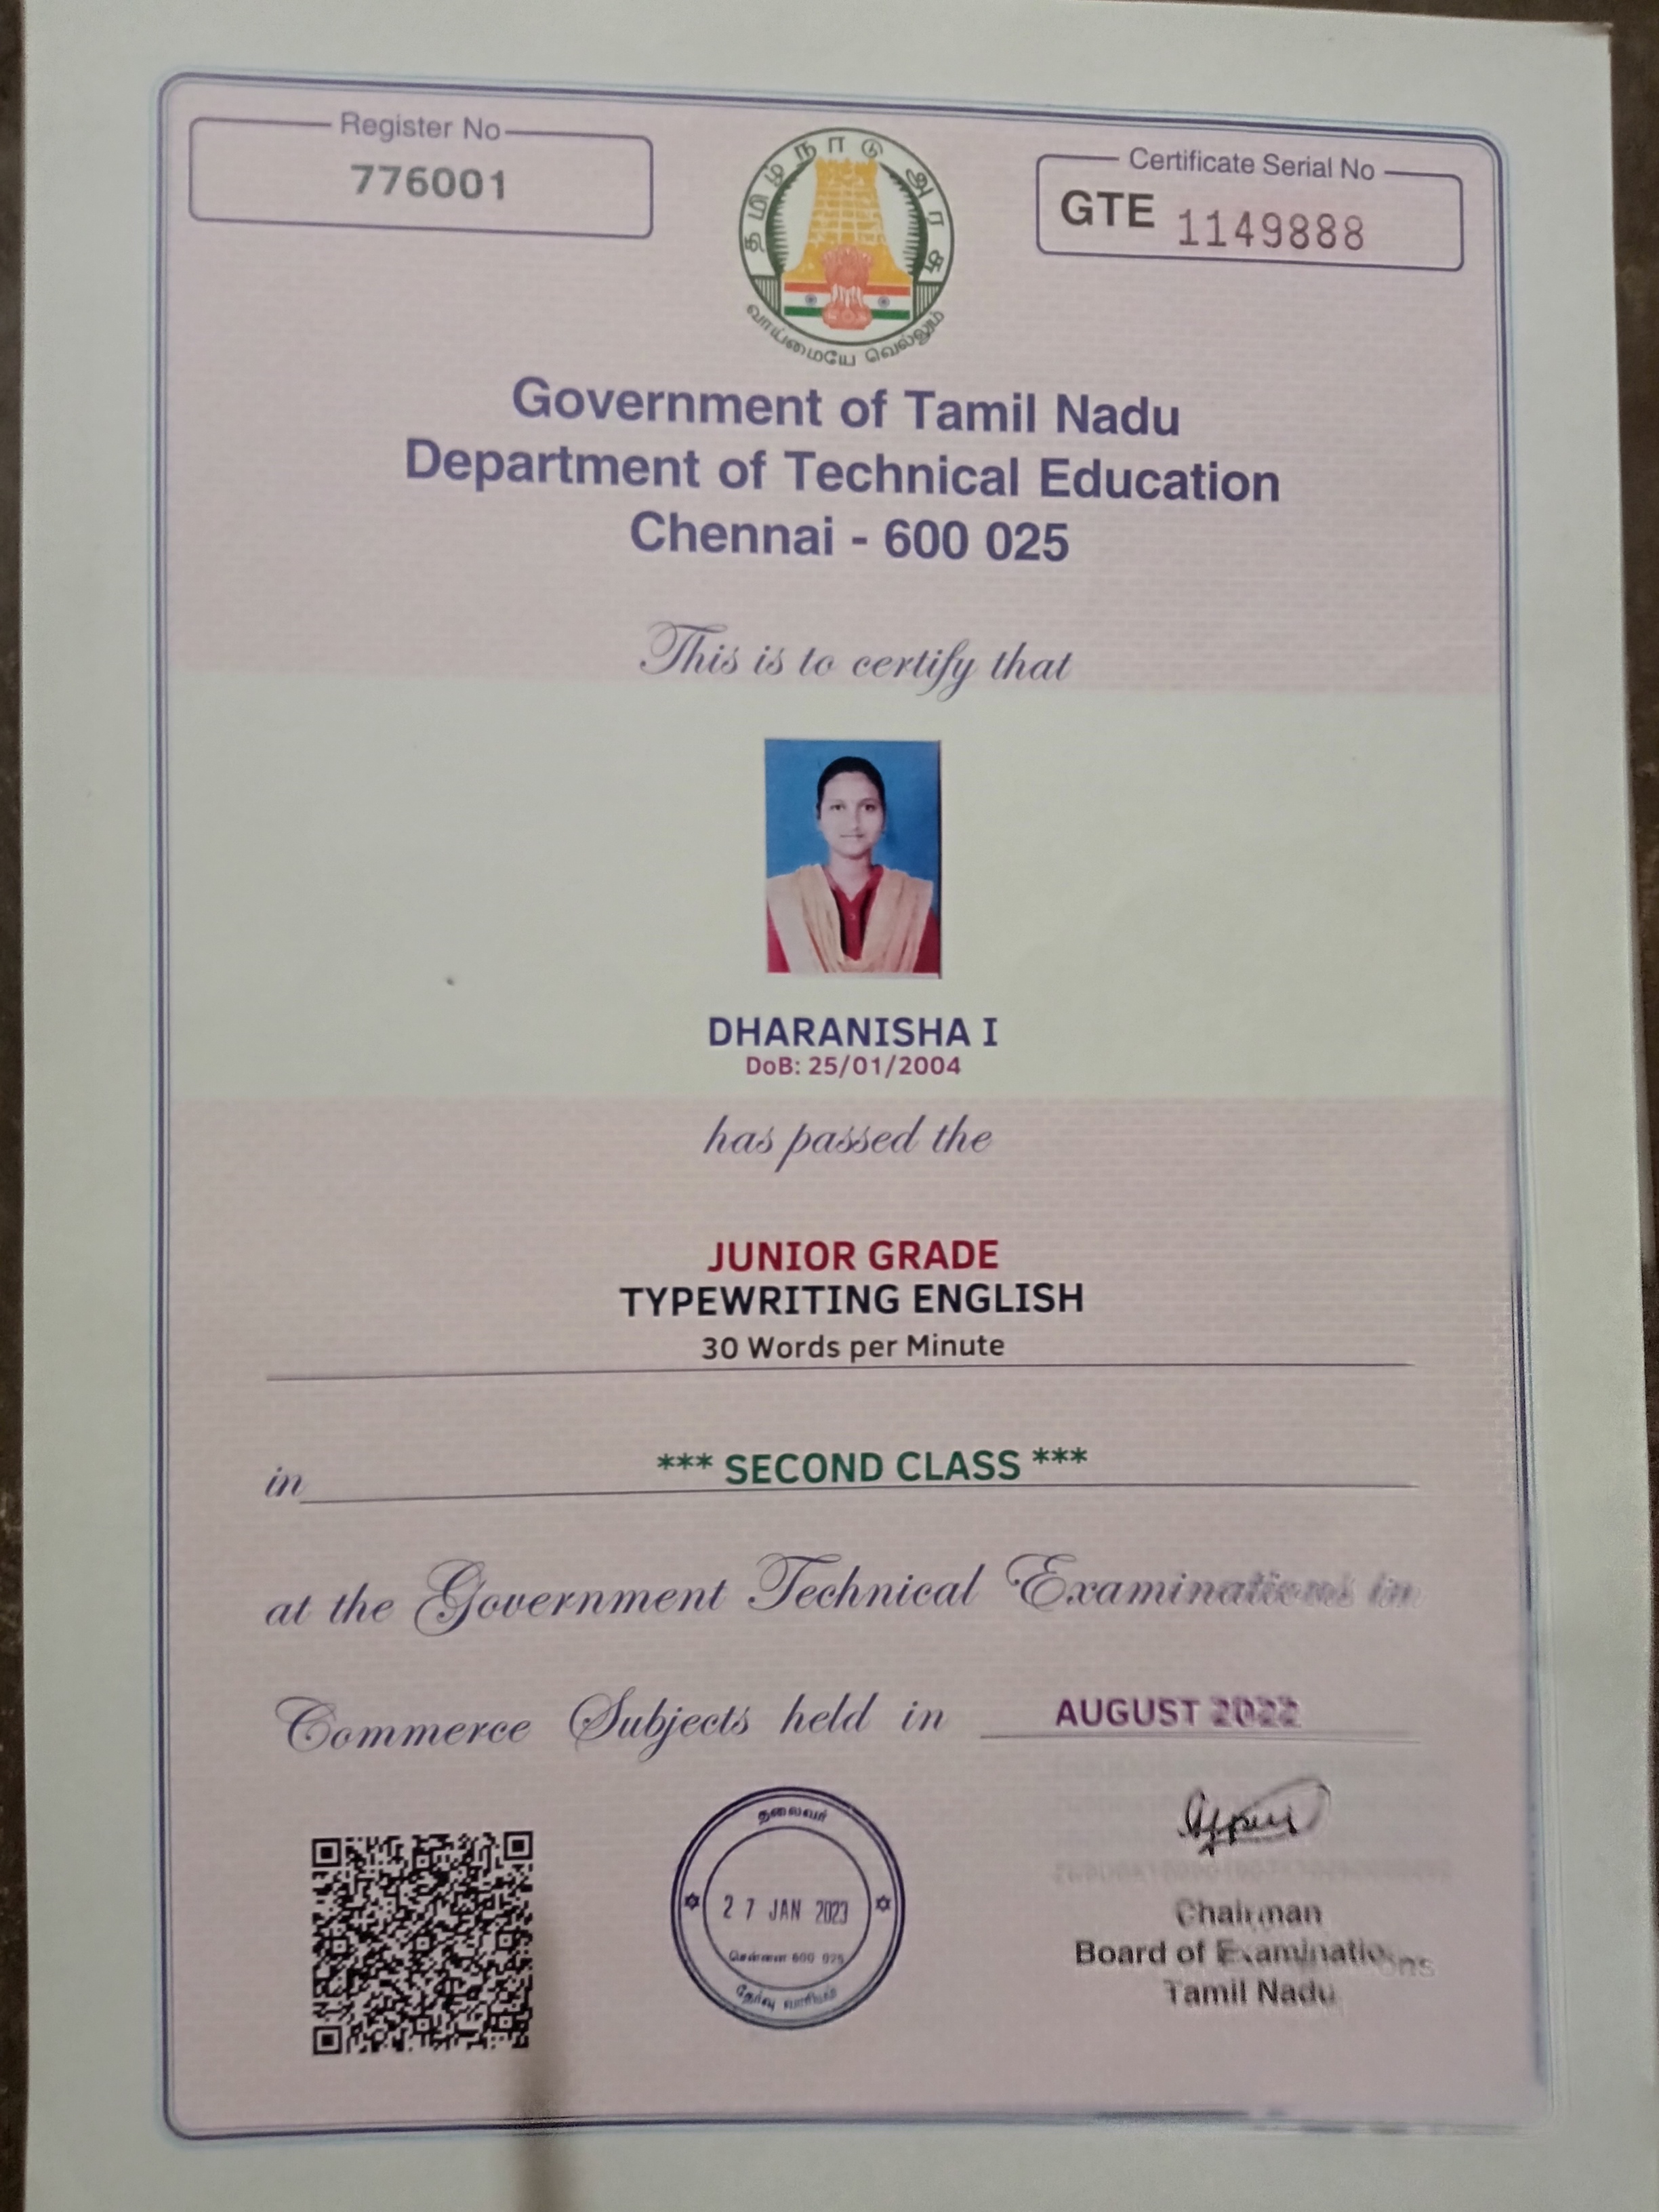 Register No
776001
தமிழ்நாடு அரசு
வாய்மையே வெல்லும்
Certificate Serial No
GTE 1149888
Government of Tamil Nadu
Department of Technical Education
Chennai - 600 025
This is to certify that
DHARANISHA I
DoB: 25/01/2004
has passed the
JUNIOR GRADE
TYPEWRITING ENGLISH
30 Words per Minute
in *** SECOND CLASS ***
at the Government Technical Examinations in
Commerce Subjects held in AUGUST 2022
தலைவர்
27 JAN 2023
சென்னை 600 025
தேர்வு வாரியம்
Chairman
Board of Examinations
Tamil Nadu